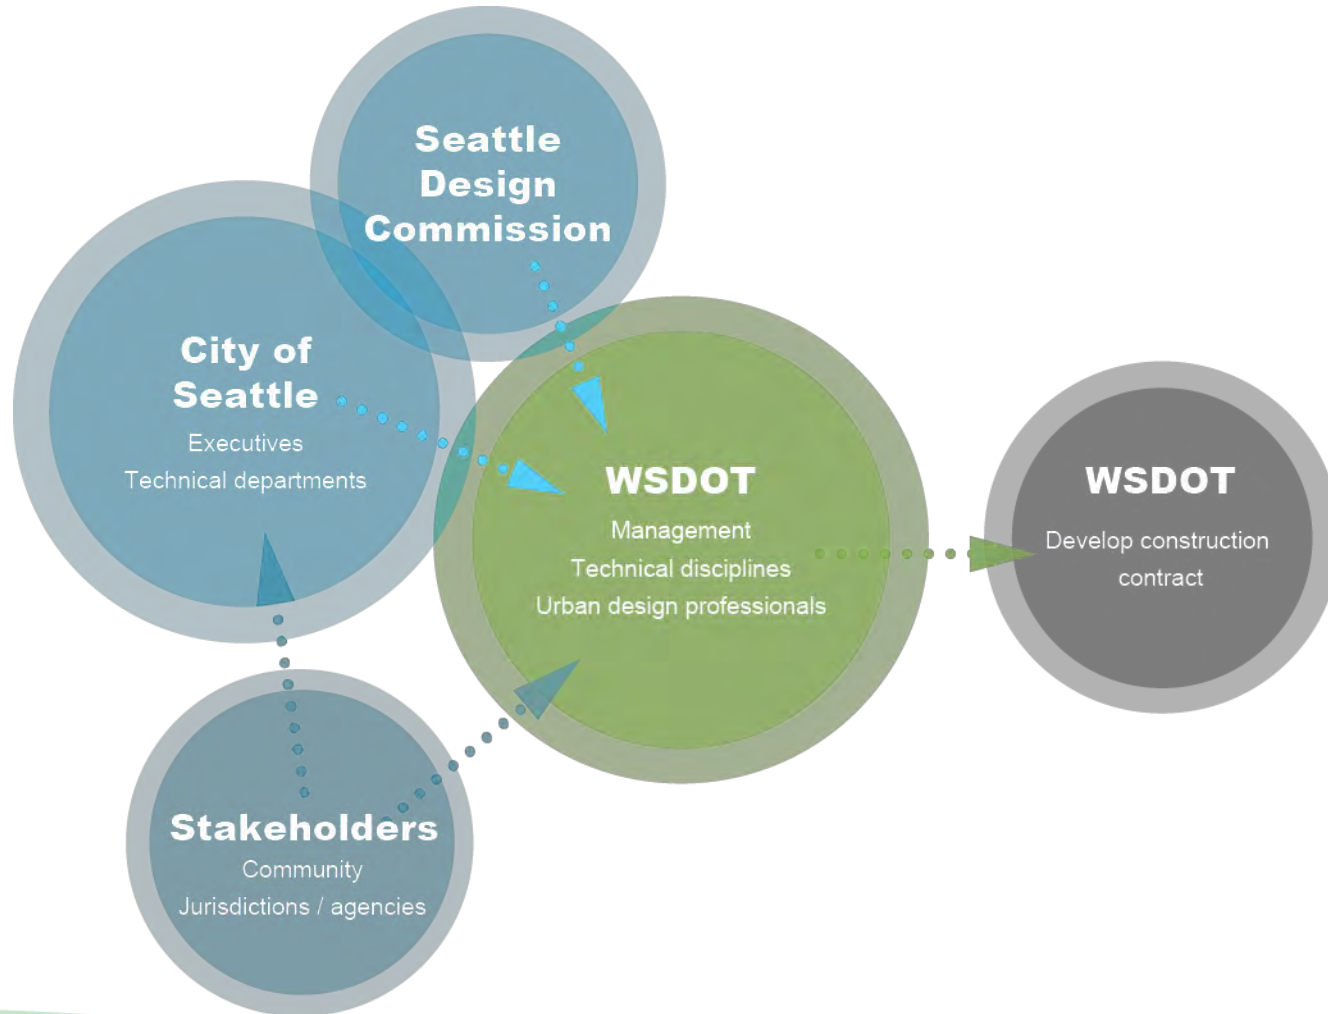 Seattle
Design
Commission
City of
Seattle
Executives
Technical departments
WSDOT
Management
Technical disciplines
Urban design professionals
WSDOT
Develop construction
contract
Stakeholders
Community
Jurisdictions / agencies